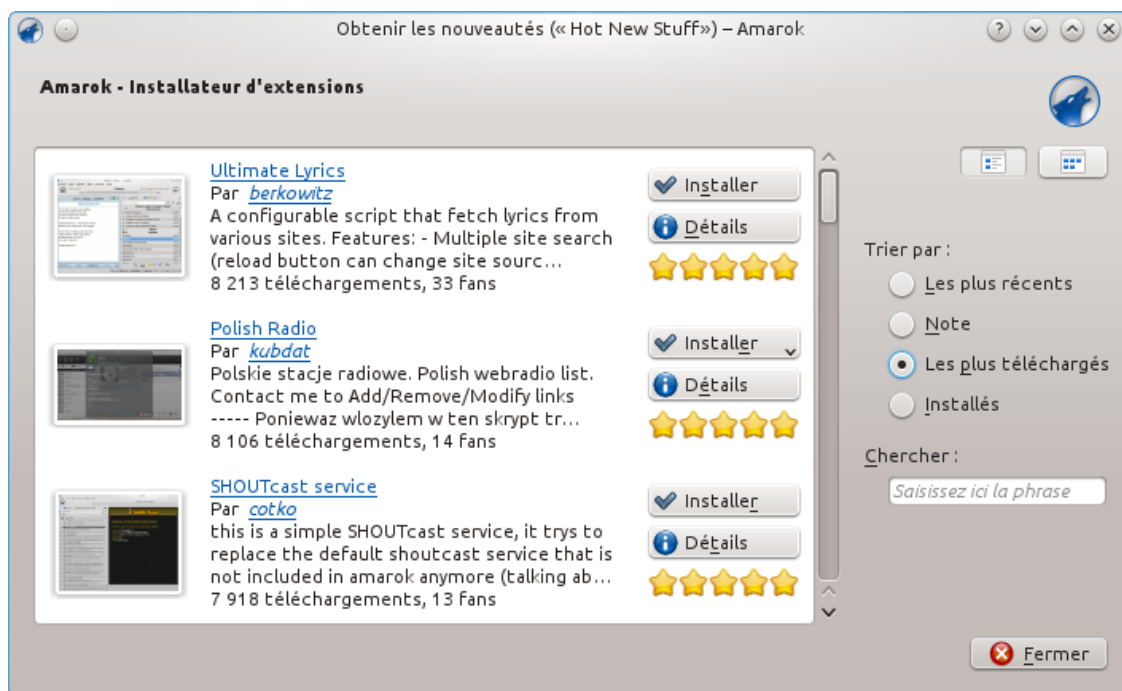 Obtenir les nouveautés (« Hot New Stuff») – Amarok
Amarok - Installateur d'extensions
Ultimate Lyrics
Par berkowitz
A configurable script that fetch lyrics from
various sites. Features: - Multiple site search
(reload button can change site sourc...
8 213 téléchargements, 33 fans
Installer
Détails
Polish Radio
Par kubdat
Polskie stacje radiowe. Polish webradio list.
Contact me to Add/Remove/Modify links
----- Poniewaz wlozylem w ten skrypt tr...
8 106 téléchargements, 14 fans
Installer
Détails
SHOUTcast service
Par cotko
this is a simple SHOUTcast service, it trys to
replace the default shoutcast service that is
not included in amarok anymore (talking ab...
7 918 téléchargements, 13 fans
Installer
Détails
Trier par :
Les plus récents
Note
Les plus téléchargés
Installés
Chercher :
Saisissez ici la phrase
Fermer